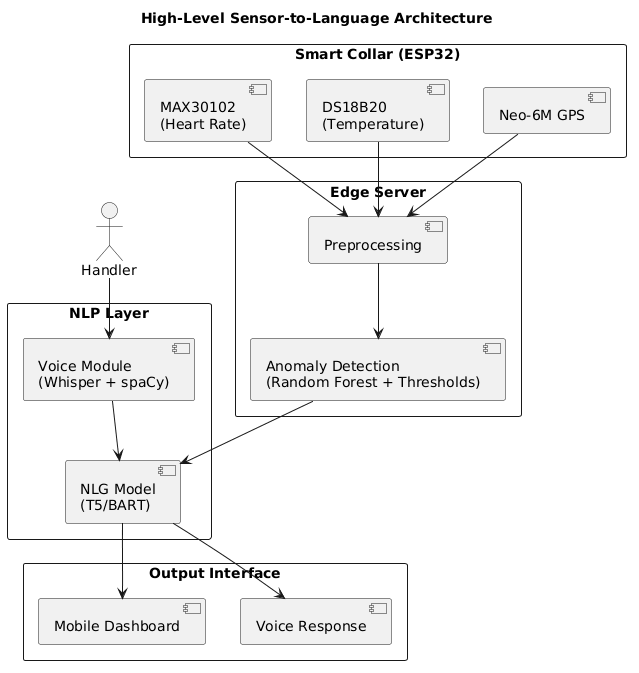 High-Level Sensor-to-Language Architecture
Smart Collar (ESP32)
MAX30102
(Heart Rate)
DS18B20
(Temperature)
Neo-6M GPS
Edge Server
Preprocessing
Handler
NLP Layer
Voice Module
(Whisper + spaCy)
Anomaly Detection
(Random Forest + Thresholds)
NLG Model
(T5/BART)
Output Interface
Mobile Dashboard
Voice Response